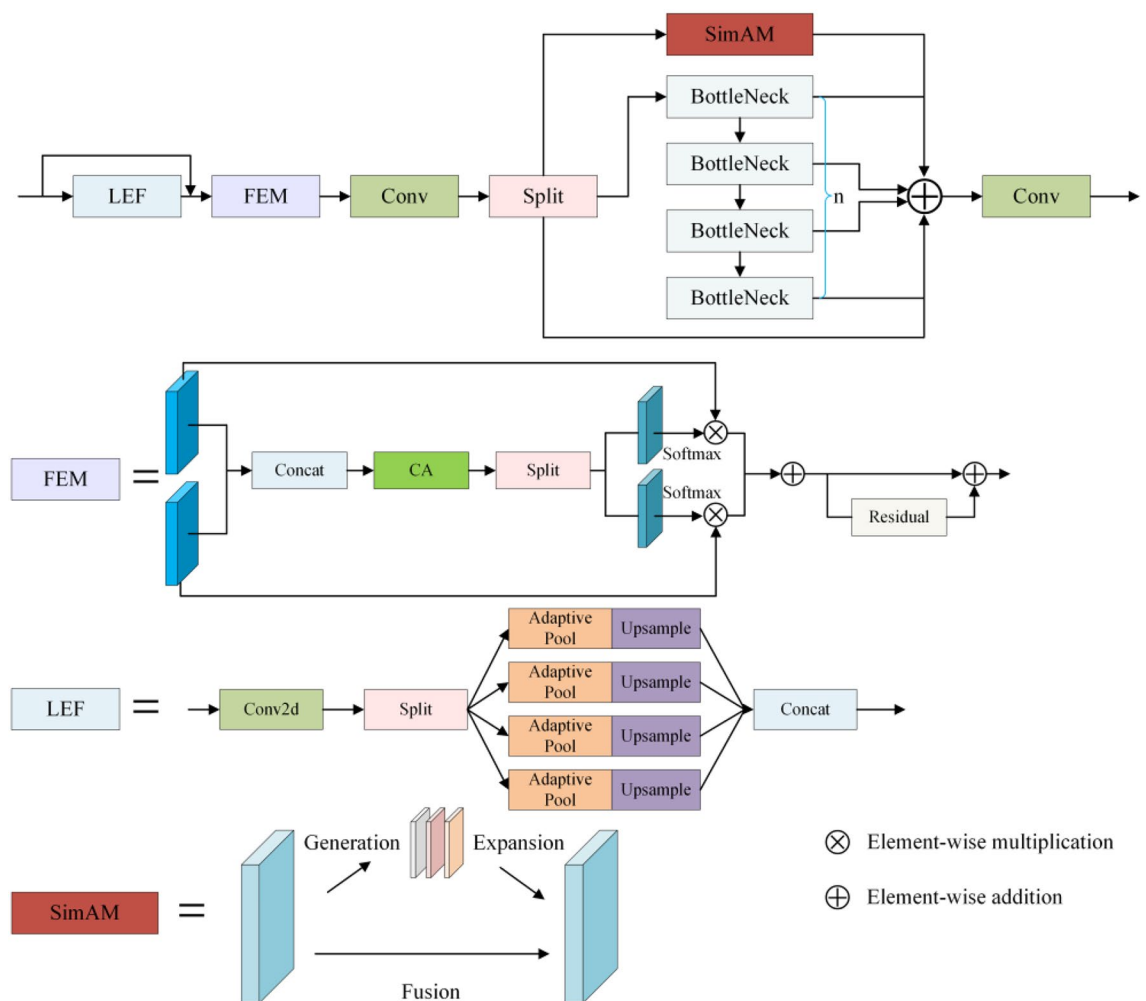 SimAM
BottleNeck
BottleNeck
LEF
FEM
Conv
Split
n
Conv
BottleNeck
BottleNeck
FEM
=
Concat
CA
Split
Softmax
Softmax
Residual
LEF
=
Conv2d
Split
Adaptive
Pool
Upsample
Adaptive
Pool
Upsample
Adaptive
Pool
Upsample
Adaptive
Pool
Upsample
Concat
SimAM
=
Generation
Expansion
Fusion
Element-wise multiplication
Element-wise addition